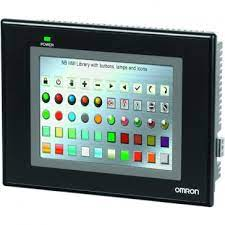 POWER
NB HMI Library with buttons, lamps and icons
OMRON